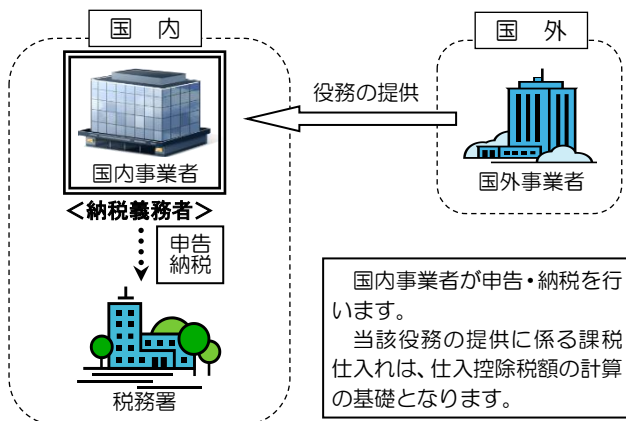 国 内
国 外
役務の提供
国内事業者
国外事業者
＜納税義務者＞
申告
納税
税務署
国内事業者が申告・納税を行
います。
当該役務の提供に係る課税
仕入れは、仕入控除税額の計算
の基礎となります。